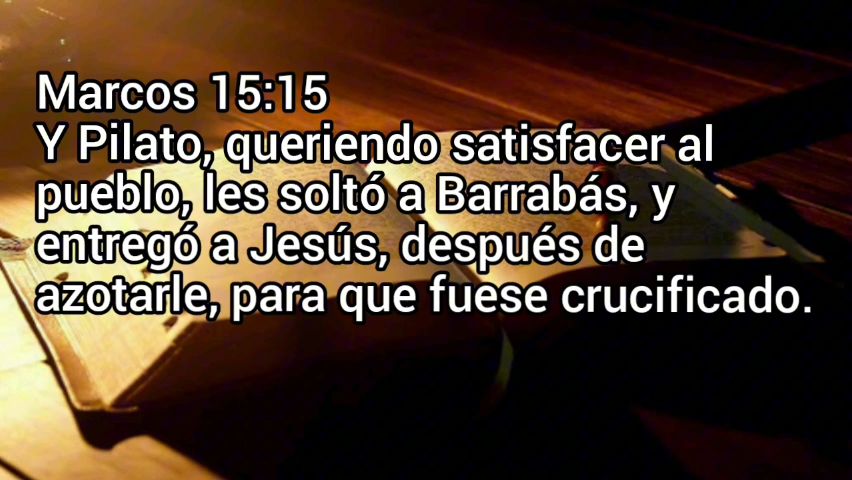 Marcos 15:15
Y Pilato, queriendo satisfacer al
pueblo, les soltó a Barrabás, y
entregó a Jesús, después de
azotarle, para que fuese crucificado.